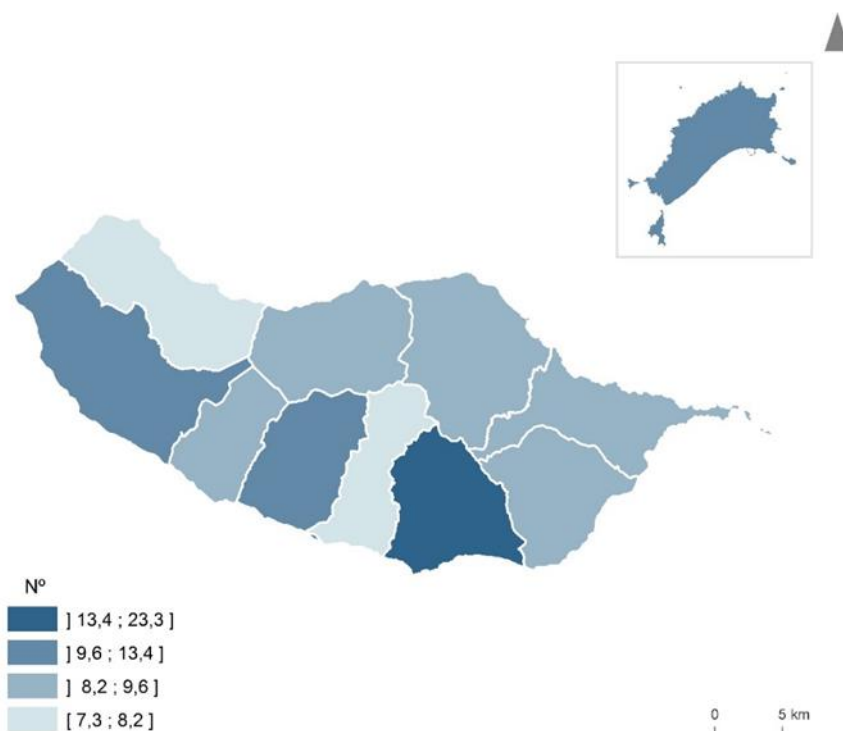 Nº
] 13,4 ; 23,3 ]
] 9,6 ; 13,4 ]
] 8,2 ; 9,6 ]
[ 7,3 ; 8,2 ]
0 5 km